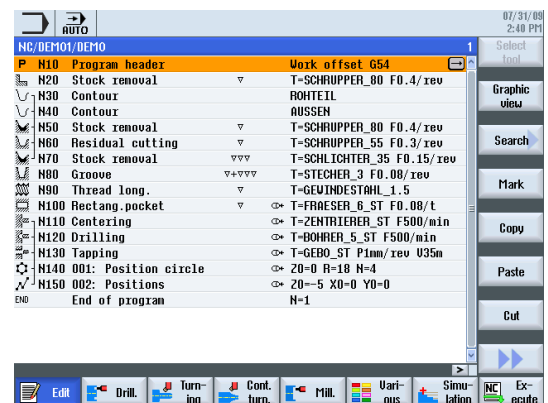 AUTO
07/31/09
2:40 PM
NC/DEMO1/DEMO 1
P N10 Program header Work offset G54
N20 Stock removal ▽ T=SCHRUPPER_80 F0.4/rev
N30 Contour ROHTEIL
N40 Contour AUSSEN
N50 Stock removal ▽ T=SCHRUPPER_80 F0.4/rev
N60 Residual cutting ▽ T=SCHRUPPER_55 F0.3/rev
N70 Stock removal ▽▽▽ T=SCHLICHTER_35 F0.15/rev
N80 Groove ▽+▽▽▽ T=STECHER_3 F0.08/rev
N90 Thread long. ▽ T=GEWINDESTAHL_1.5
N100 Rectang.pocket ▽ T=FRAESER_6_ST F0.08/t
N110 Centering T=ZENTRIERER_ST F500/min
N120 Drilling T=BOHRER_5_ST F500/min
N130 Tapping T=GEBO_ST P1mm/rev V35m
N140 001: Position circle Z0=0 R=18 N=4
N150 002: Positions Z0=-5 X0=0 Y0=0
END End of program N=1
Select
tool
Graphic
view
Search
Mark
Copy
Paste
Cut
Edit
Drill.
Turn-
ing
Cont.
turn.
Mill.
Vari-
ous
Simu-
lation
NC Ex-
ecute